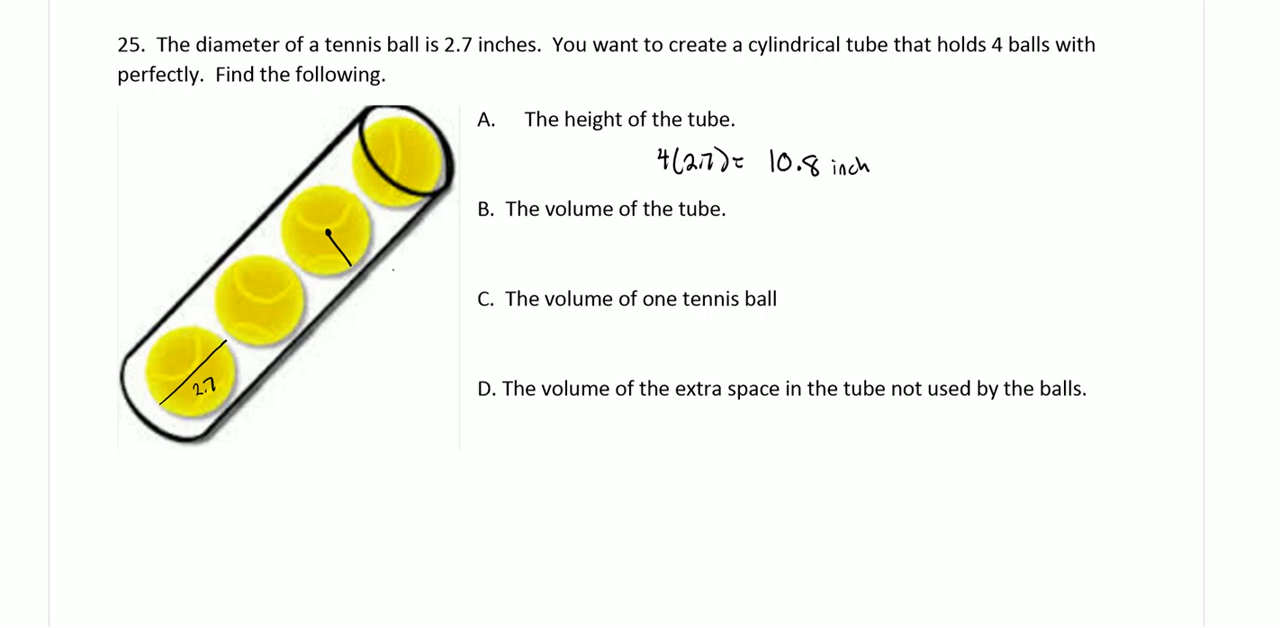 25. The diameter of a tennis ball is 2.7 inches. You want to create a cylindrical tube that holds 4 balls with
perfectly. Find the following.
A. The height of the tube.
4(2.7)= 10.8 inch
B. The volume of the tube.
C. The volume of one tennis ball
2.7
D. The volume of the extra space in the tube not used by the balls.